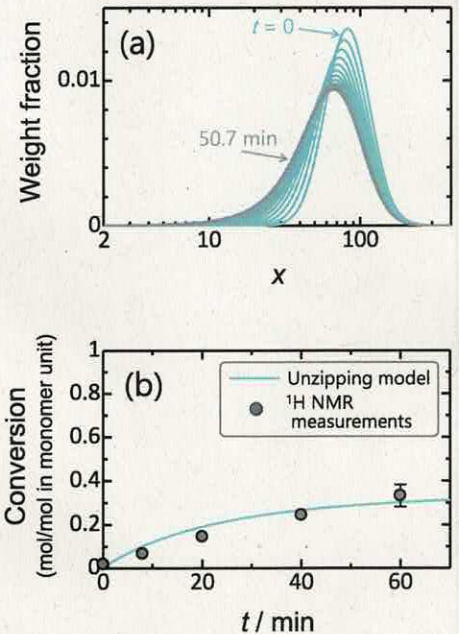 (a)
t = 0
Weight fraction
0.01
50.7 min
0
2
10
100
x
1
(b)
Unzipping model
¹H NMR
measurements
Conversion
(mol/mol in monomer unit)
0.8
0.6
0.4
0.2
0
0
20
40
60
t / min